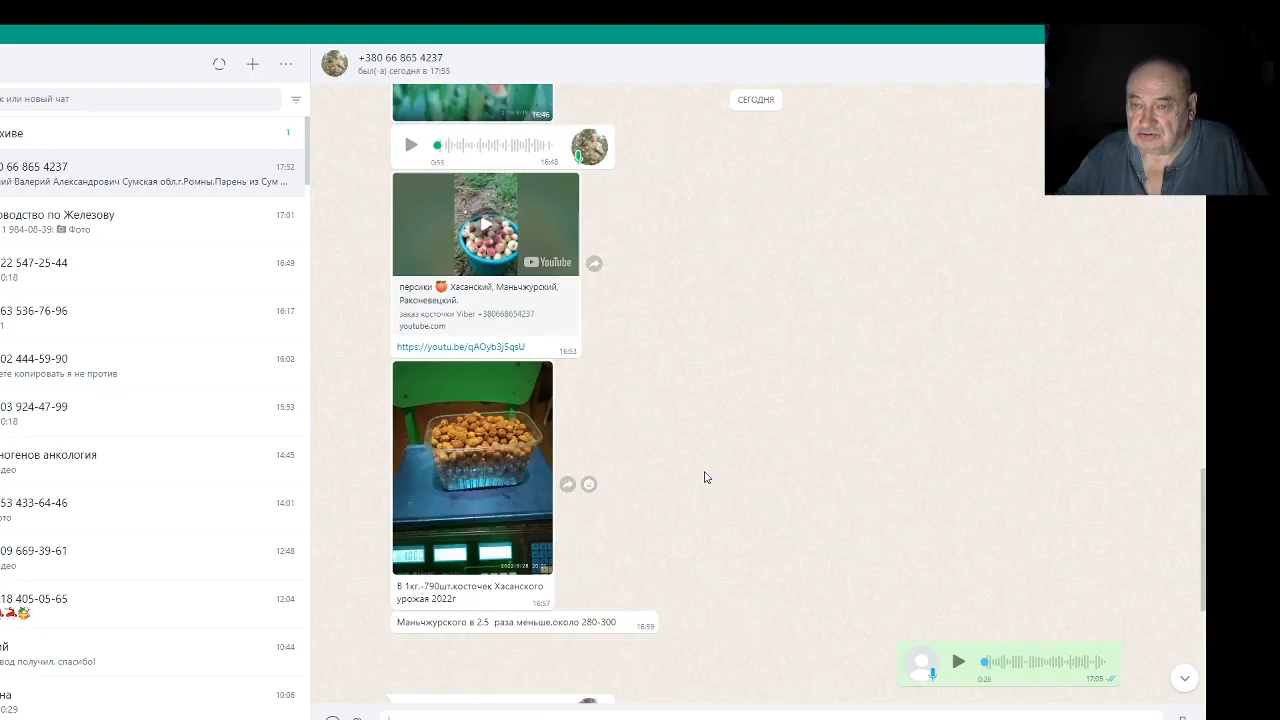 +380 66 865 4237
был(-а) сегодня в 17:55
к или новый чат
хиве
1
0 66 865 4237
17:52
ий Валерий Александрович Сумская обл.г.Ромны.Парень из Сум ...
оводство по Железову
17:01
1 984-08-39: Фото
22 547-25-44
16:49
0:18
63 536-76-96
16:17
1
02 444-59-90
16:02
ете копировать я не против
03 924-47-99
15:53
0:18
ногенов анкология
14:45
део
53 433-64-46
14:01
ото
09 669-39-61
12:48
део
18 405-05-65
12:04
ий
10:44
вод получил, спасибо!
на
10:06
0:29
СЕГОДНЯ
16:46
0:55
16:48
YouTube
персики Хасанский, Маньчжурский,
Раконевецкий.
заказ косточки Viber +380668654237
youtube.com
https://youtu.be/qAOyb3j5qsU
16:53
В 1кг.-790шт.косточек Хасанского
урожая 2022г
16:57
Маньчжурского в 2.5 раза меньше.около 280-300
16:59
0:26
17:05